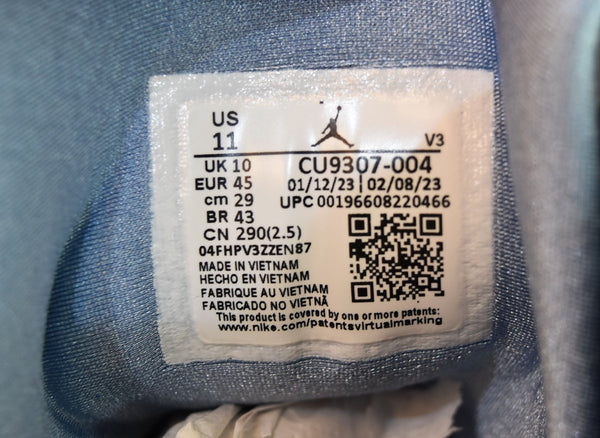 US
11
V3
UK 10 CU9307-004
EUR 45 01/12/23 | 02/08/23
cm 29 UPC 00196608220466
BR 43
CN 290(2.5)
04FHPV3ZZEN87
MADE IN VIETNAM
HECHO EN VIETNAM
FABRIQUE AU VIETNAM
FABRICADO NO VIETNÃ
This product is covered by one or more patents:
www.nike.com/patentsvirtualmarking